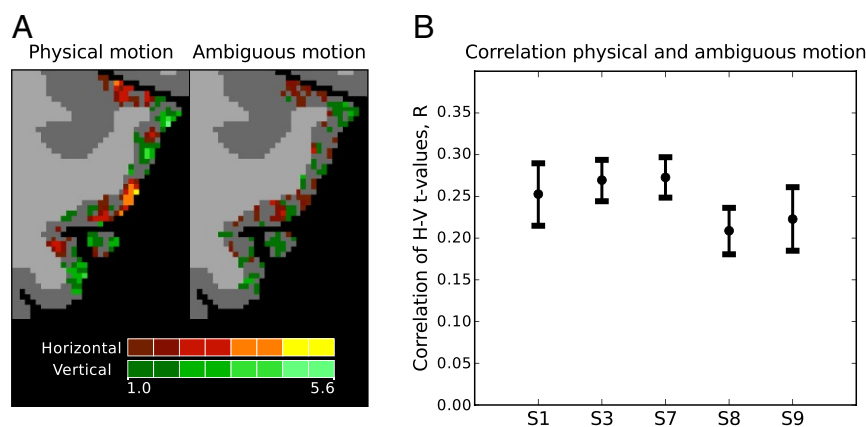 A
Physical motion Ambiguous motion
Horizontal
Vertical
1.0 5.6
B
Correlation physical and ambiguous motion
Correlation of H-V t-values, R
0.35
0.30
0.25
0.20
0.15
0.10
0.05
0.00
S1 S3 S7 S8 S9